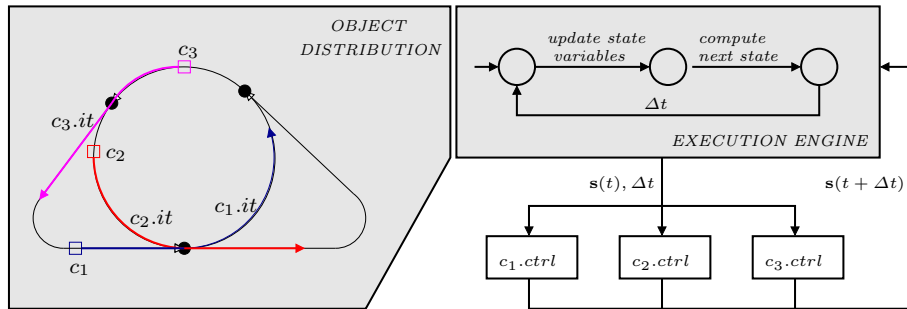 OBJECT
DISTRIBUTION
c3
c3.it
c2
c2.it
c1.it
c1
update state
variables
compute
next state
Δt
EXECUTION ENGINE
s(t), Δt
s(t + Δt)
c1.ctrl
c2.ctrl
c3.ctrl